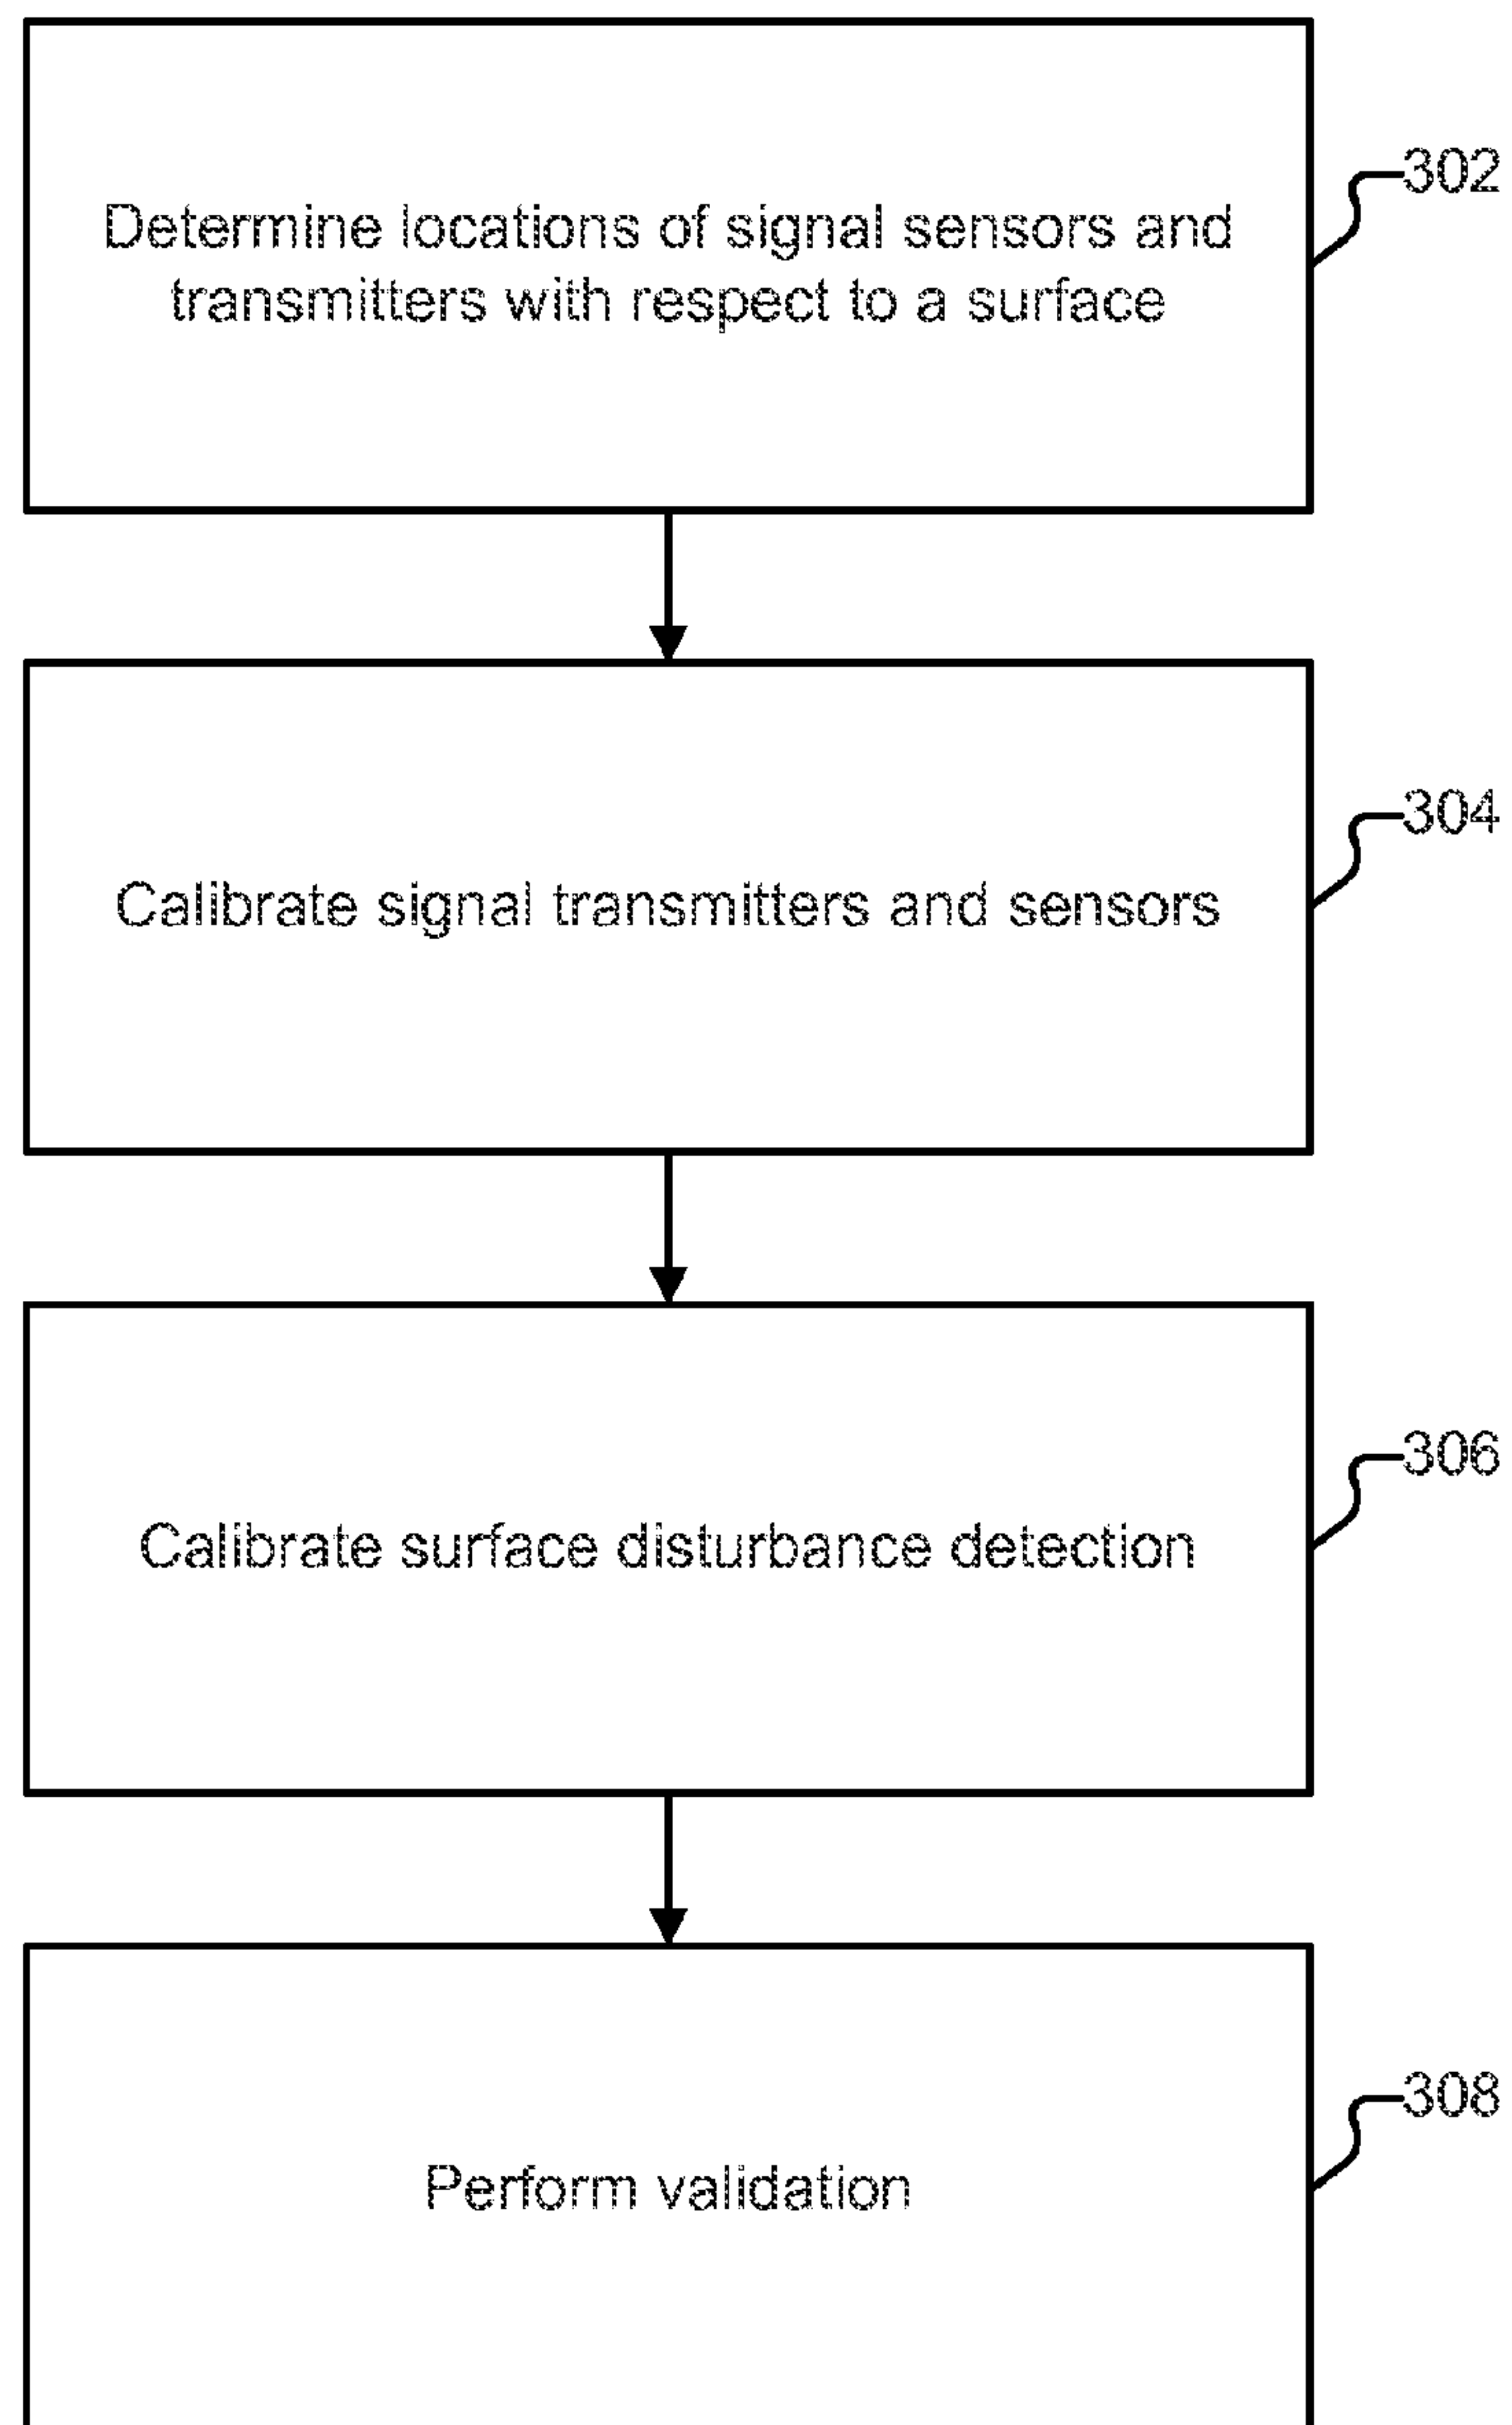 Determine locations of signal sensors and
transmitters with respect to a surface
302
Calibrate signal transmitters and sensors
304
Calibrate surface disturbance detection
306
Perform validation
308